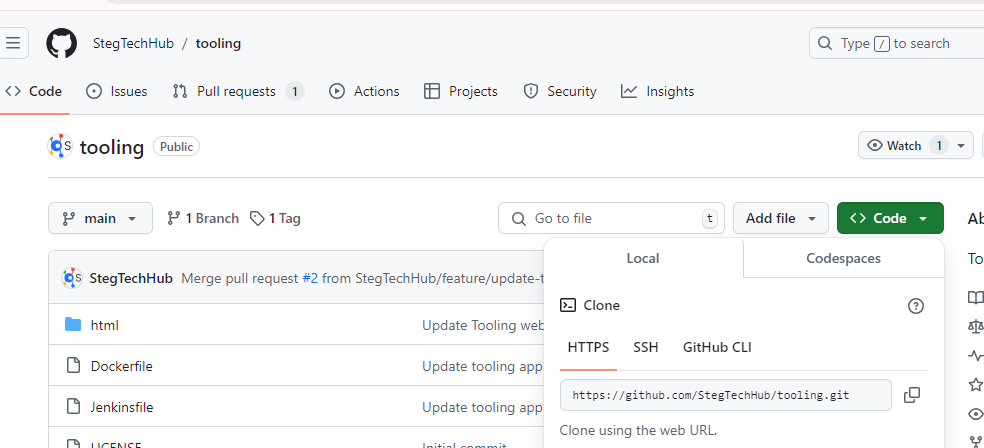 StegTechHub / tooling
Type / to search
Code Issues Pull requests 1 Actions Projects Security Insights
S tooling Public
Watch 1
main 1 Branch 1 Tag
Go to file t Add file Code
Local Codespaces
S StegTechHub Merge pull request #2 from StegTechHub/feature/update-t
Clone
html Update Tooling web
HTTPS SSH GitHub CLI
Dockerfile Update tooling app
https://github.com/StegTechHub/tooling.git
Jenkinsfile Update tooling app
Clone using the web URL.
LICENSE Initial commit